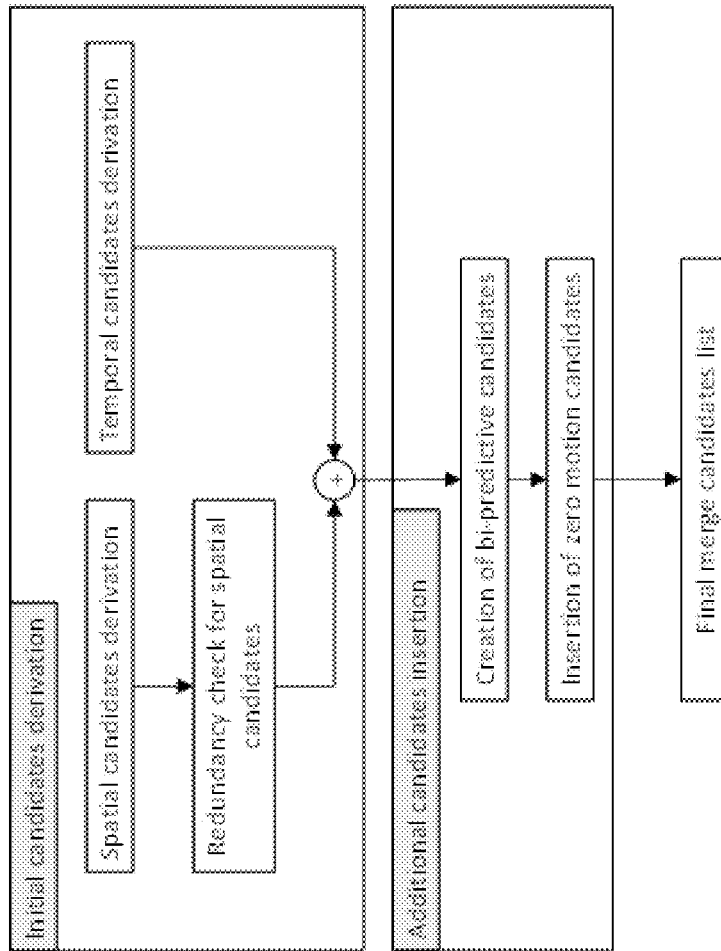 Initial candidates derivation
Spatial candidates derivation
Temporal candidates derivation
Redundancy check for spatial
candidates
+
Additional candidates insertion
Creation of bi-predictive candidates
Insertion of zero motion candidates
Final merge candidates list